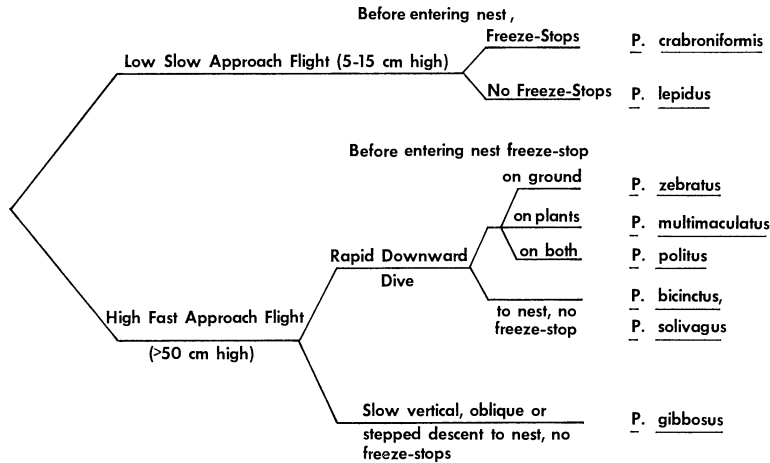 Before entering nest,
Freeze-Stops P. crabroniformis
Low Slow Approach Flight (5-15 cm high)
No Freeze-Stops P. lepidus
Before entering nest freeze-stop
on ground P. zebratus
on plants P. multimaculatus
on both P. politus
Rapid Downward
Dive
P. bicinctus,
to nest, no
freeze-stop P. solivagus
High Fast Approach Flight
(>50 cm high)
Slow vertical, oblique or P. gibbosus
stepped descent to nest, no
freeze-stops